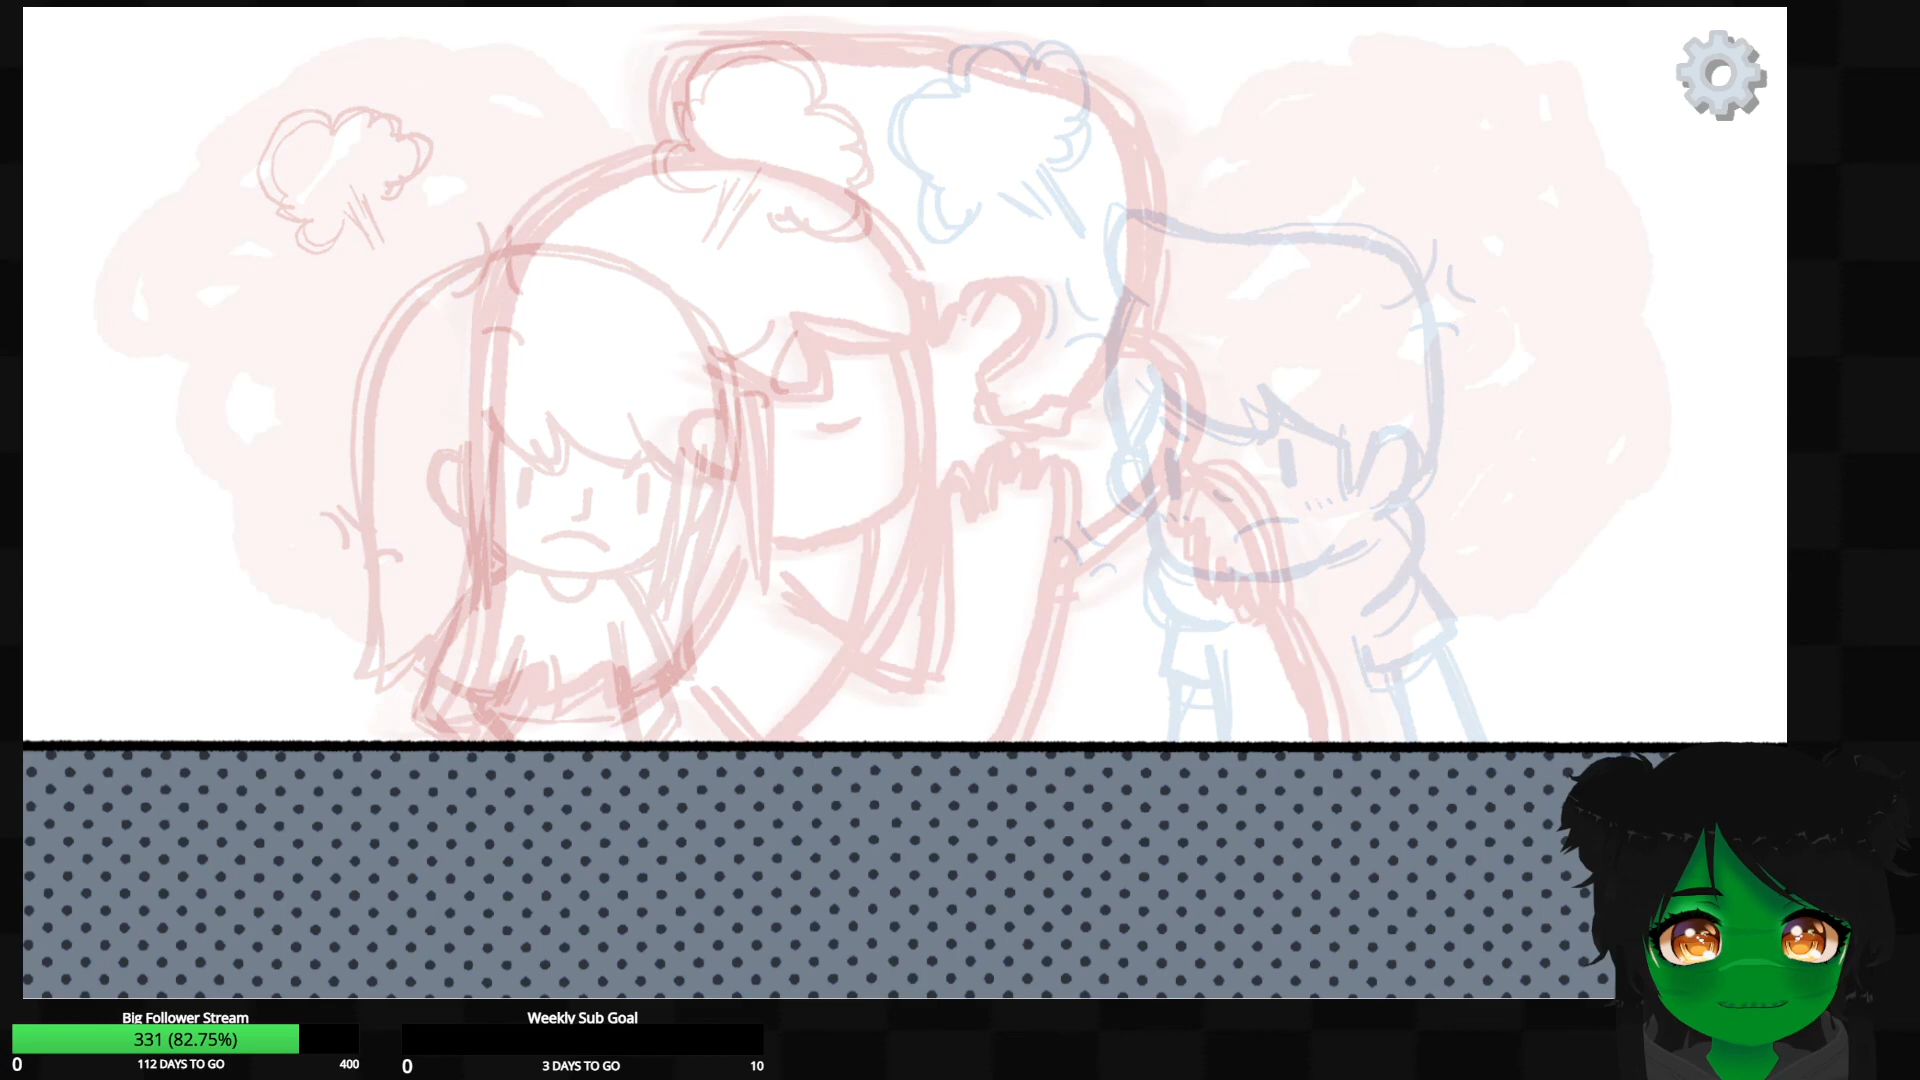 Big Follower Stream
331 (82.75%)
0 112 DAYS TO GO 400
Weekly Sub Goal
0 3 DAYS TO GO 10